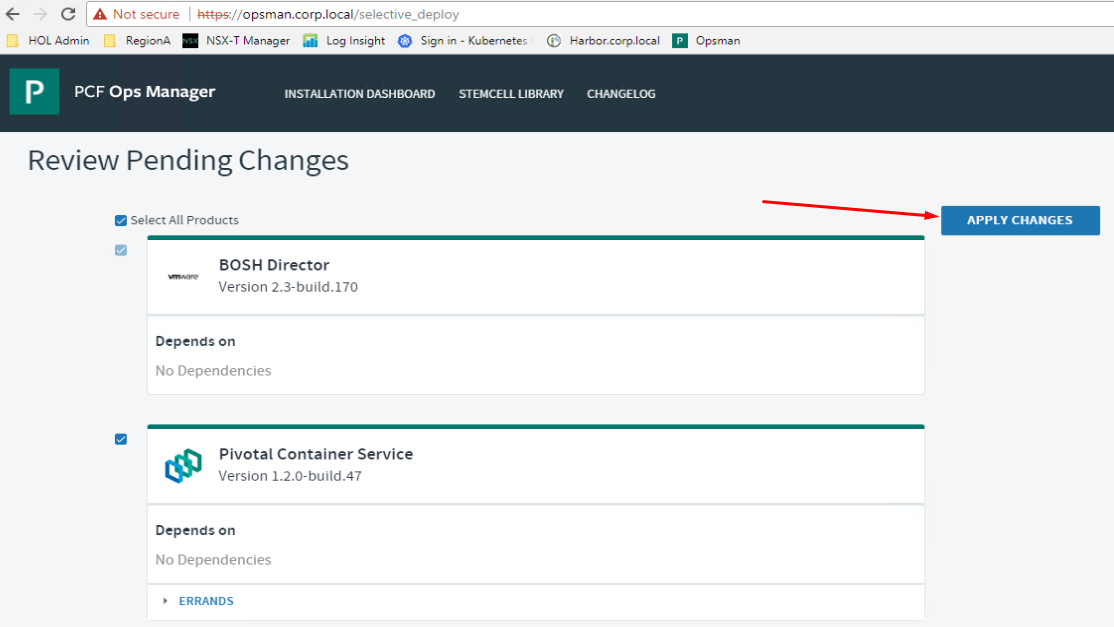 Not secure https://opsman.corp.local/selective_deploy
HOL Admin RegionA NSX NSX-T Manager Log Insight Sign in - Kubernetes Harbor.corp.local P Opsman
P PCF Ops Manager INSTALLATION DASHBOARD STEMCELL LIBRARY CHANGELOG
Review Pending Changes
Select All Products
APPLY CHANGES
BOSH Director
vmware
Version 2.3-build.170
Depends on
No Dependencies
Pivotal Container Service
Version 1.2.0-build.47
Depends on
No Dependencies
ERRANDS